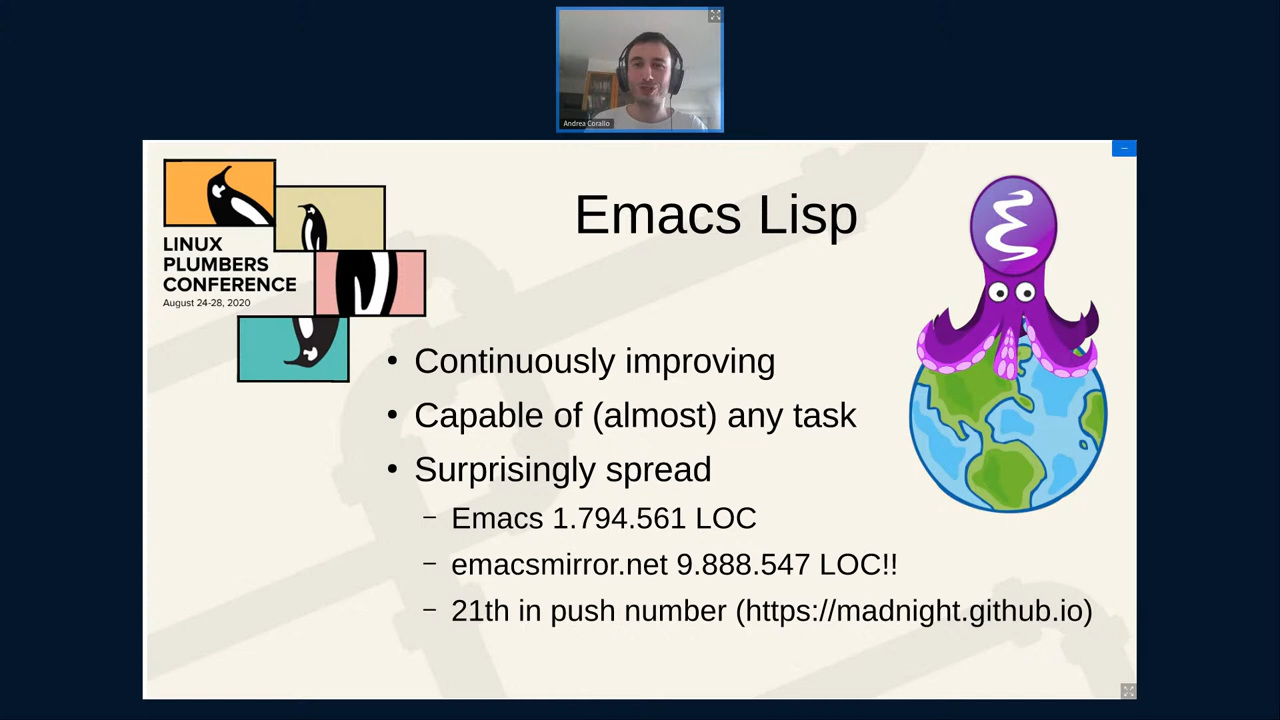 Andrea Corallo
LINUX
PLUMBERS
CONFERENCE
August 24-28, 2020
Emacs Lisp
• Continuously improving
• Capable of (almost) any task
• Surprisingly spread
– Emacs 1.794.561 LOC
– emacsmirror.net 9.888.547 LOC!!
– 21th in push number (https://madnight.github.io)